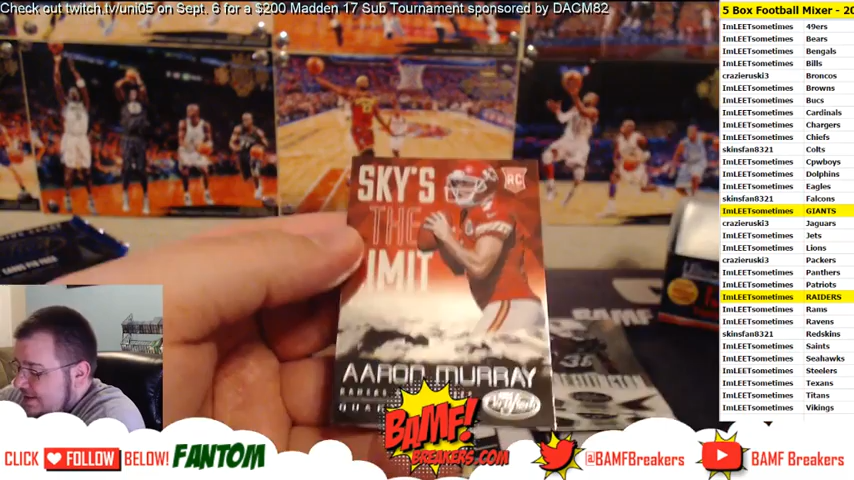 Check out twitch.tv/uni05 on Sept. 6 for a $200 Madden 17 Sub Tournament sponsored by DACM82
5 Box Football Mixer - 20
ImLEETsometimes 49ers
ImLEETsometimes Bears
ImLEETsometimes Bengals
ImLEETsometimes Bills
crazieruski3 Broncos
ImLEETsometimes Browns
ImLEETsometimes Bucs
ImLEETsometimes Cardinals
ImLEETsometimes Chargers
ImLEETsometimes Chiefs
skinsfan8321 Colts
ImLEETsometimes Cpwboys
ImLEETsometimes Dolphins
ImLEETsometimes Eagles
skinsfan8321 Falcons
ImLEETsometimes GIANTS
crazieruski3 Jaguars
ImLEETsometimes Jets
ImLEETsometimes Lions
crazieruski3 Packers
ImLEETsometimes Panthers
ImLEETsometimes Patriots
ImLEETsometimes RAIDERS
ImLEETsometimes Rams
ImLEETsometimes Ravens
skinsfan8321 Redskins
ImLEETsometimes Saints
ImLEETsometimes Seahawks
ImLEETsometimes Steelers
ImLEETsometimes Texans
ImLEETsometimes Titans
ImLEETsometimes Vikings
SKY'S
THE
LIMIT
RC
AARON MURRAY
KANSAS
QUA
Certified
BAMF
BAMF!
BREAKERS.COM
CLICK FOLLOW BELOW! FANTOM
@BAMFBreakers
BAMF Breakers